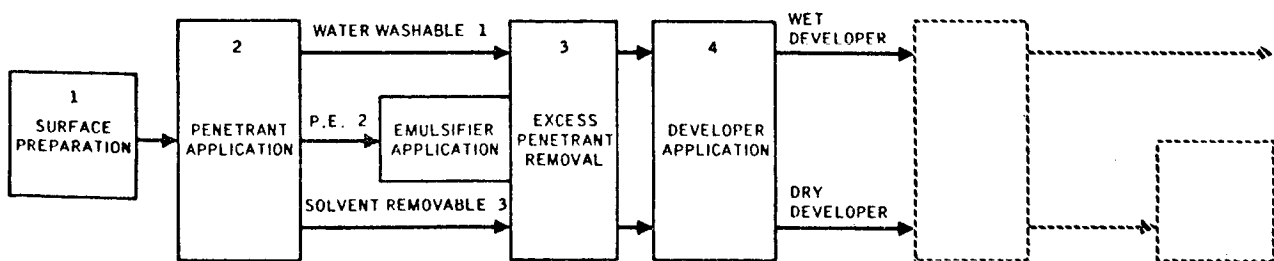 1
SURFACE
PREPARATION
2
PENETRANT
APPLICATION
WATER WASHABLE 1
P.E. 2
EMULSIFIER
APPLICATION
SOLVENT REMOVABLE 3
3
EXCESS
PENETRANT
REMOVAL
4
DEVELOPER
APPLICATION
WET
DEVELOPER
DRY
DEVELOPER